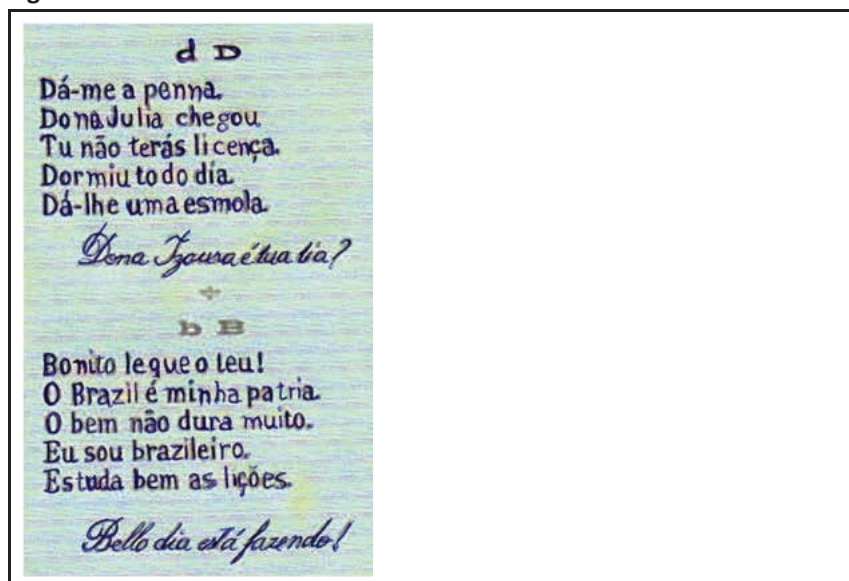 d D
Dá-me a penna.
Dona Julia chegou
Tu não terás licença.
Dormiu todo dia.
Dá-lhe uma esmola.
Dona Izaura é tua tia?
b B
Bonito leque o teu!
O Brazil é minha patria.
O bem não dura muito.
Eu sou brazileiro.
Estuda bem as lições.
Bello dia está fazendo!